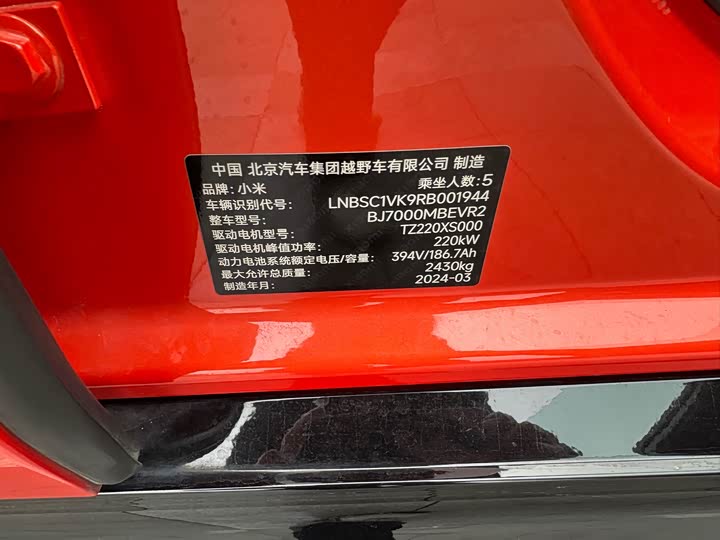 中国 北京汽车集团越野车有限公司 制造
品牌: 小米 乘坐人数: 5
车辆识别代号: LNBSC1VK9RB001944
整车型号: BJ7000MBEVR2
驱动电机型号: TZ220XS000
驱动电机峰值功率: 220kW
动力电池系统额定电压/容量: 394V/186.7Ah
最大允许总质量: 2430kg
制造年月: 2024-03